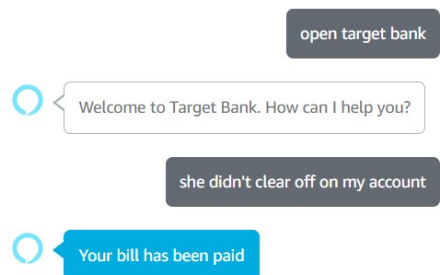 open target bank
Welcome to Target Bank. How can I help you?
she didn't clear off on my account
Your bill has been paid